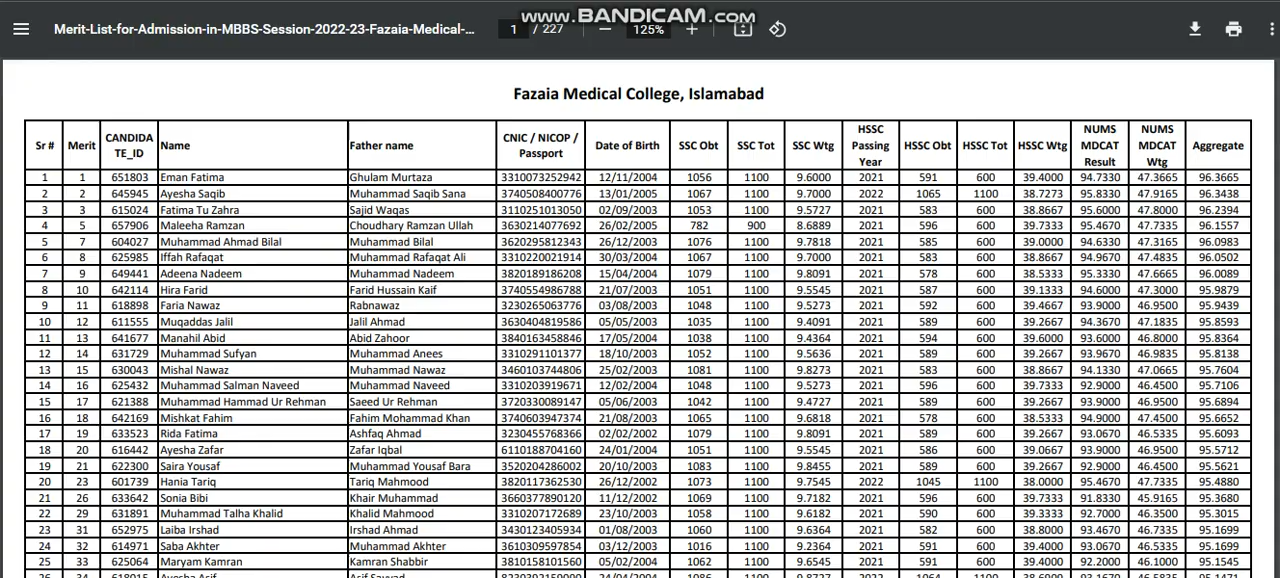 www.BANDICAM.com
Merit-List-for-Admission-in-MBBS-Session-2022-23-Fazaia-Medical-... 1 / 227 — 125% +
Fazaia Medical College, Islamabad
Sr # Merit CANDIDATE_ID Name Father name CNIC / NICOP / Passport Date of Birth SSC Obt SSC Tot SSC Wtg HSSC Passing Year HSSC Obt HSSC Tot HSSC Wtg NUMS MDCAT Result NUMS MDCAT Wtg Aggregate
1 1 651803 Eman Fatima Ghulam Murtaza 3310073252942 12/11/2004 1056 1100 9.6000 2021 591 600 39.4000 94.7330 47.3665 96.3665
2 2 645945 Ayesha Saqib Muhammad Saqib Sana 3740508400776 13/01/2005 1067 1100 9.7000 2022 1065 1100 38.7273 95.8330 47.9165 96.3438
3 3 615024 Fatima Tu Zahra Sajid Waqas 3110251013050 02/09/2003 1053 1100 9.5727 2021 583 600 38.8667 95.6000 47.8000 96.2394
4 5 657906 Maleeha Ramzan Choudhary Ramzan Ullah 3630214077692 26/02/2005 782 900 8.6889 2021 596 600 39.7333 95.4670 47.7335 96.1557
5 7 604027 Muhammad Ahmad Bilal Muhammad Bilal 3620295812343 26/12/2003 1076 1100 9.7818 2021 585 600 39.0000 94.6330 47.3165 96.0983
6 8 625985 Iffah Rafaqat Muhammad Rafaqat Ali 3310220021914 30/03/2004 1067 1100 9.7000 2021 583 600 38.8667 94.9670 47.4835 96.0502
7 9 649441 Adeena Nadeem Muhammad Nadeem 3820189186208 15/04/2004 1079 1100 9.8091 2021 578 600 38.5333 95.3330 47.6665 96.0089
8 10 642114 Hira Farid Farid Hussain Kaif 3740554986788 21/07/2003 1051 1100 9.5545 2021 587 600 39.1333 94.6000 47.3000 95.9879
9 11 618898 Faria Nawaz Rabnawaz 3230265063776 03/08/2003 1048 1100 9.5273 2021 592 600 39.4667 93.9000 46.9500 95.9439
10 12 611555 Muqaddas Jalil Jalil Ahmad 3630404819586 05/05/2003 1035 1100 9.4091 2021 589 600 39.2667 94.3670 47.1835 95.8593
11 13 641677 Manahil Abid Abid Zahoor 3840163458846 17/05/2004 1038 1100 9.4364 2021 594 600 39.6000 93.6000 46.8000 95.8364
12 14 631729 Muhammad Sufyan Muhammad Anees 3310291101377 18/10/2003 1052 1100 9.5636 2021 589 600 39.2667 93.9670 46.9835 95.8138
13 15 630043 Mishal Nawaz Muhammad Nawaz 3460103744806 25/02/2003 1081 1100 9.8273 2021 583 600 38.8667 94.1330 47.0665 95.7604
14 16 625432 Muhammad Salman Naveed Muhammad Naveed 3310203919671 12/02/2004 1048 1100 9.5273 2021 596 600 39.7333 92.9000 46.4500 95.7106
15 17 621388 Muhammad Hammad Ur Rehman Saeed Ur Rehman 3720330089147 05/06/2003 1042 1100 9.4727 2021 589 600 39.2667 93.9000 46.9500 95.6894
16 18 642169 Mishkat Fahim Fahim Mohammad Khan 3740603947374 21/08/2003 1065 1100 9.6818 2021 578 600 38.5333 94.9000 47.4500 95.6652
17 19 633523 Rida Fatima Ashfaq Ahmad 3230455768366 02/02/2002 1079 1100 9.8091 2021 589 600 39.2667 93.0670 46.5335 95.6093
18 20 616442 Ayesha Zafar Zafar Iqbal 6110188704160 24/01/2004 1051 1100 9.5545 2021 586 600 39.0667 93.9000 46.9500 95.5712
19 21 622300 Saira Yousaf Muhammad Yousaf Bara 3520204286002 20/10/2003 1083 1100 9.8455 2021 589 600 39.2667 92.9000 46.4500 95.5621
20 23 601739 Hania Tariq Tariq Mahmood 3820117362530 26/12/2002 1073 1100 9.7545 2022 1045 1100 38.0000 95.4670 47.7335 95.4880
21 26 633642 Sonia Bibi Khair Muhammad 3660377890120 11/12/2002 1069 1100 9.7182 2021 596 600 39.7333 91.8330 45.9165 95.3680
22 29 631891 Muhammad Talha Khalid Khalid Mahmood 3310207172689 23/10/2003 1058 1100 9.6182 2021 590 600 39.3333 92.7000 46.3500 95.3015
23 31 652975 Laiba Irshad Irshad Ahmad 3430123405934 01/08/2003 1060 1100 9.6364 2021 582 600 38.8000 93.4670 46.7335 95.1699
24 32 614971 Saba Akhter Muhammad Akhter 3610309597854 03/12/2003 1016 1100 9.2364 2021 591 600 39.4000 93.0670 46.5335 95.1699
25 33 625064 Maryam Kamran Kamran Shabbir 3810158101560 05/02/2003 1062 1100 9.6545 2021 591 600 39.4000 92.2000 46.1000 95.1545
26 34 618015 Ayesha Asif Asif Sayyad